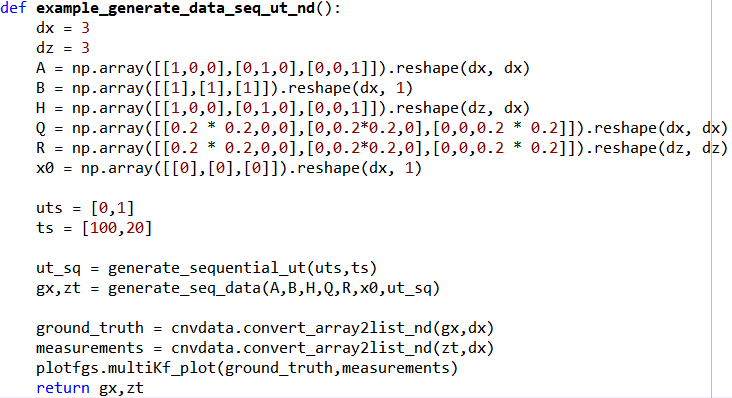 def example_generate_data_seq_ut_nd():
    dx = 3
    dz = 3
    A = np.array([[1,0,0],[0,1,0],[0,0,1]]).reshape(dx, dx)
    B = np.array([[1],[1],[1]]).reshape(dx, 1)
    H = np.array([[1,0,0],[0,1,0],[0,0,1]]).reshape(dz, dx)
    Q = np.array([[0.2 * 0.2,0,0],[0,0.2*0.2,0],[0,0,0.2 * 0.2]]).reshape(dx, dx)
    R = np.array([[0.2 * 0.2,0,0],[0,0.2*0.2,0],[0,0,0.2 * 0.2]]).reshape(dz, dz)
    x0 = np.array([[0],[0],[0]]).reshape(dx, 1)

    uts = [0,1]
    ts = [100,20]

    ut_sq = generate_sequential_ut(uts,ts)
    gx,zt = generate_seq_data(A,B,H,Q,R,x0,ut_sq)

    ground_truth = cnvdata.convert_array2list_nd(gx,dx)
    measurements = cnvdata.convert_array2list_nd(zt,dx)
    plotfgs.multiKf_plot(ground_truth,measurements)
    return gx,zt